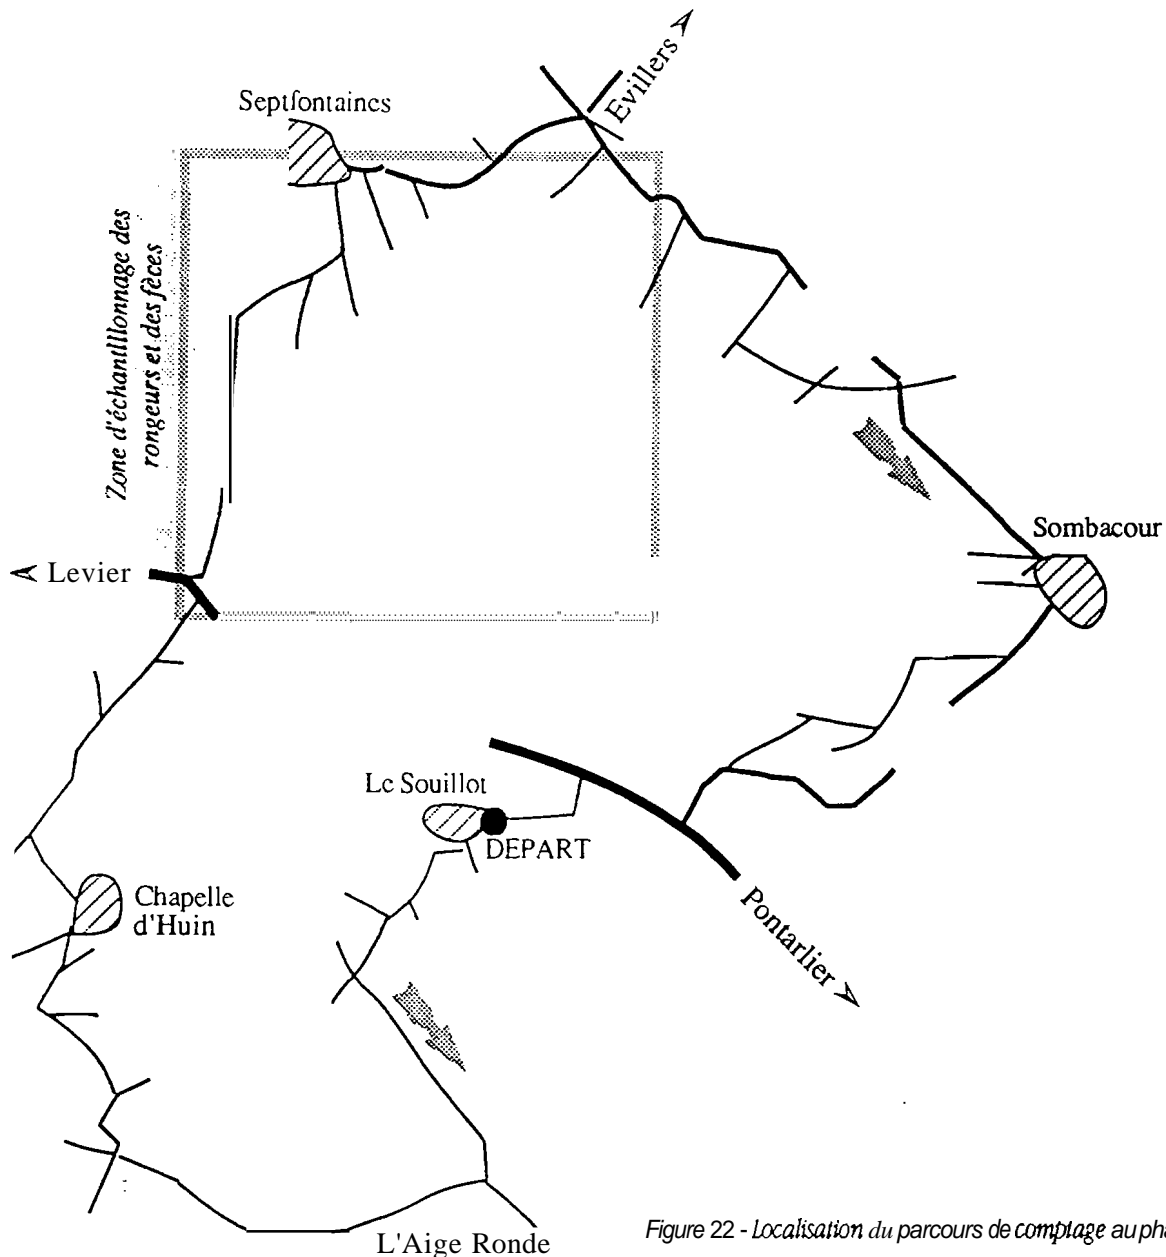 Evillers
Septfontaines
Zone d'échantillonnage des
rongeurs et des fèces
Sombacour
Levier
Le Souillot
DEPART
Chapelle
d'Huin
Pontarlier
L'Aige Ronde
Figure 22 - Localisation du parcours de comptage au